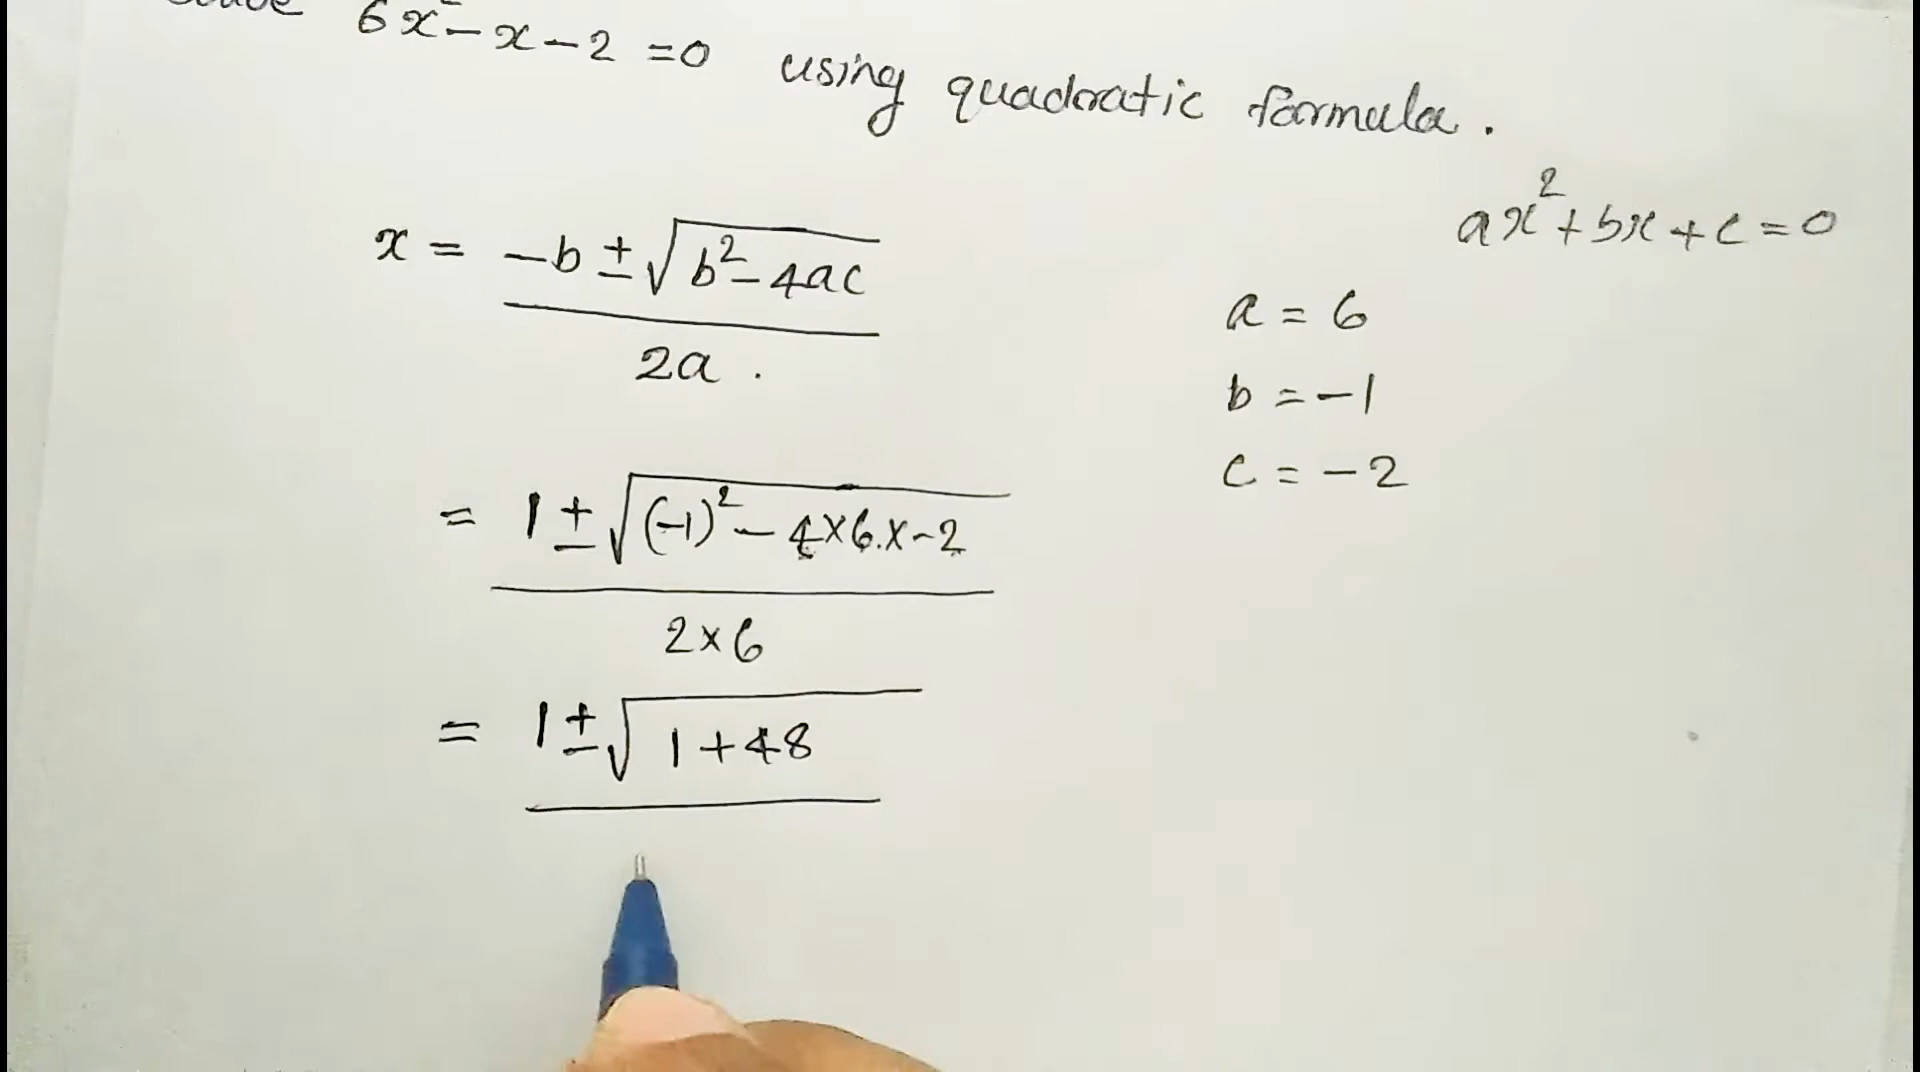 6x²-x-2=0 using quadratic formula.
ax²+bx+c=0
x = (-b ± √(b²-4ac)) / 2a.
a = 6
b = -1
c = -2
= (1 ± √((-1)²-4×6.×-2)) / 2×6
= 1 ± √(1+48)